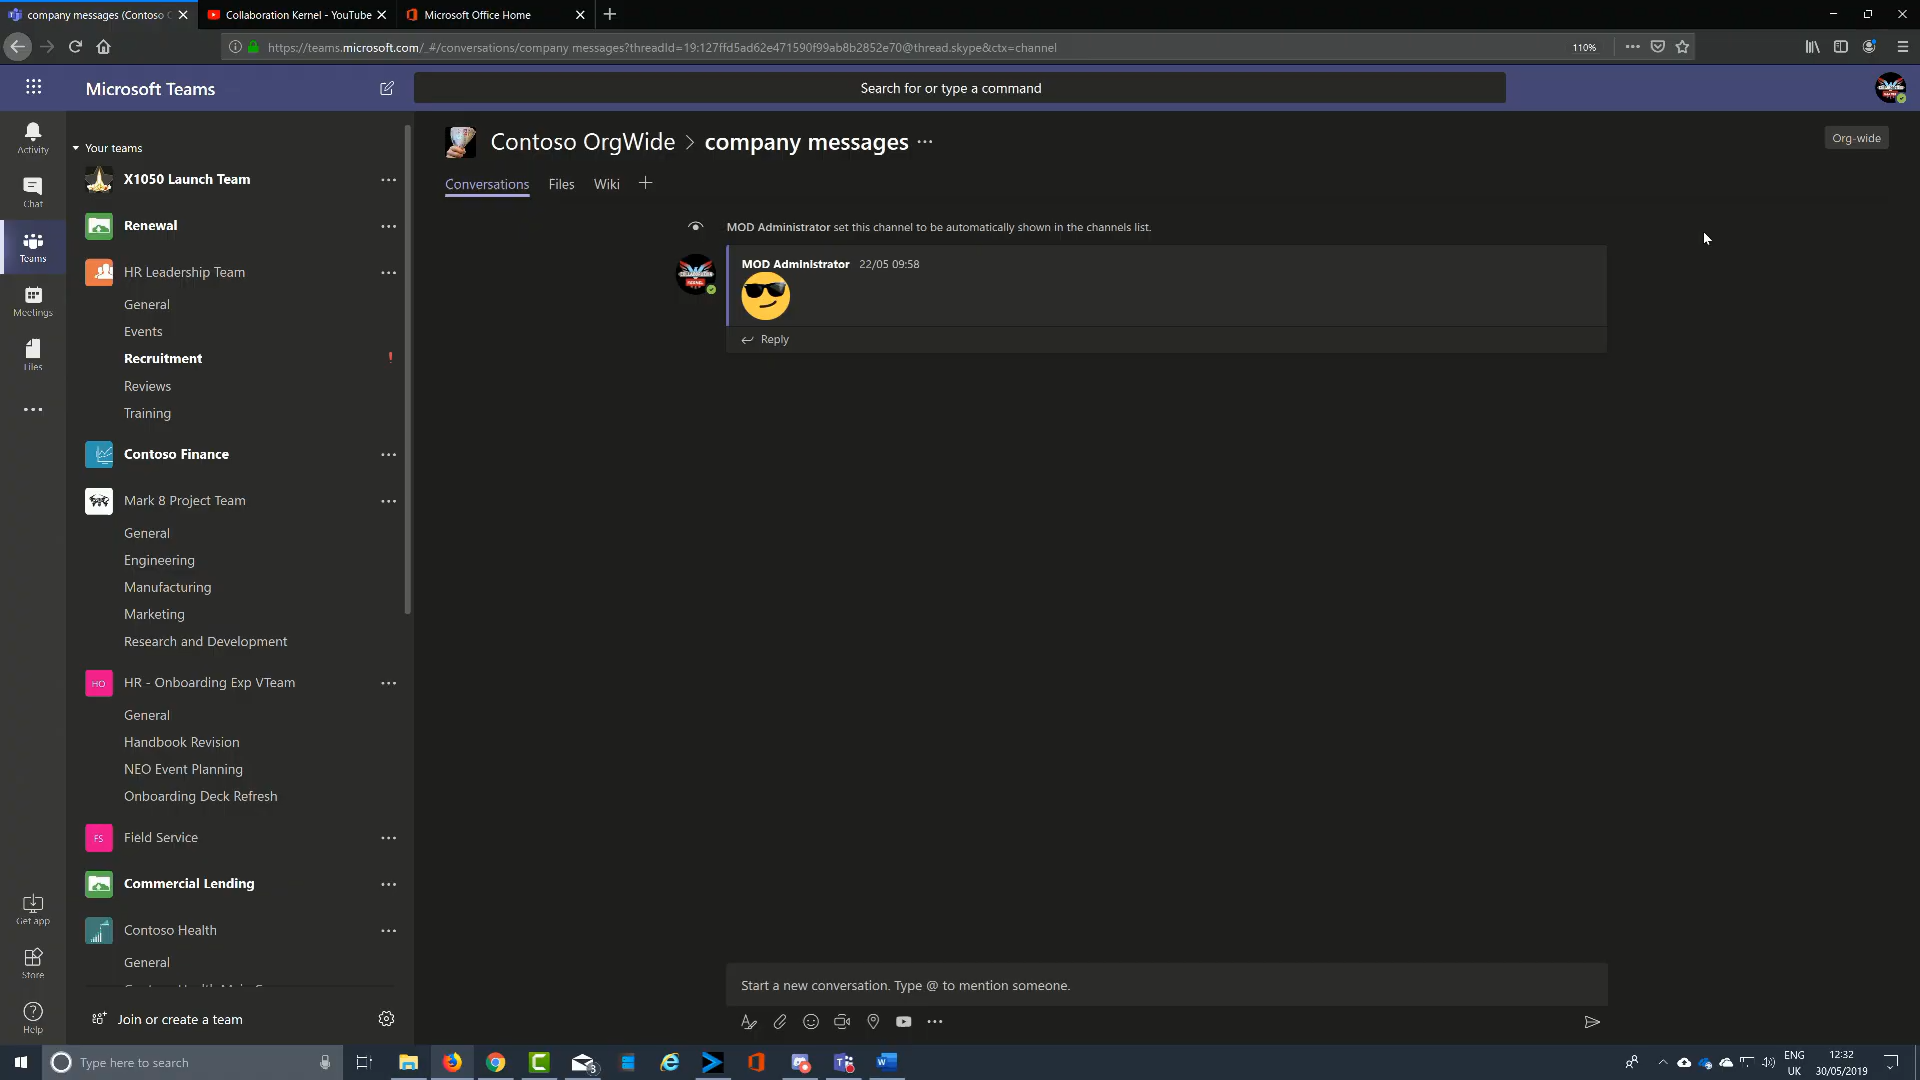 company messages (Contoso O
Collaboration Kernel - YouTube
Microsoft Office Home
https://teams.microsoft.com/_#/conversations/company messages?threadId=19:127ffd5ad62e471590f99ab8b2852e70@thread.skype&ctx=channel
110%
Microsoft Teams
Search for or type a command
Activity
Chat
Teams
Meetings
Files
Get app
Store
Help
Your teams
X1050 Launch Team
Renewal
HR Leadership Team
General
Events
Recruitment
!
Reviews
Training
Contoso Finance
Mark 8 Project Team
General
Engineering
Manufacturing
Marketing
Research and Development
HO
HR - Onboarding Exp VTeam
General
Handbook Revision
NEO Event Planning
Onboarding Deck Refresh
FS
Field Service
Commercial Lending
Contoso Health
General
Join or create a team
Contoso OrgWide > company messages
Org-wide
Conversations
Files
Wiki
MOD Administrator set this channel to be automatically shown in the channels list.
MOD Administrator 22/05 09:58
Reply
Start a new conversation. Type @ to mention someone.
Type here to search
3
ENG
UK
12:32
30/05/2019